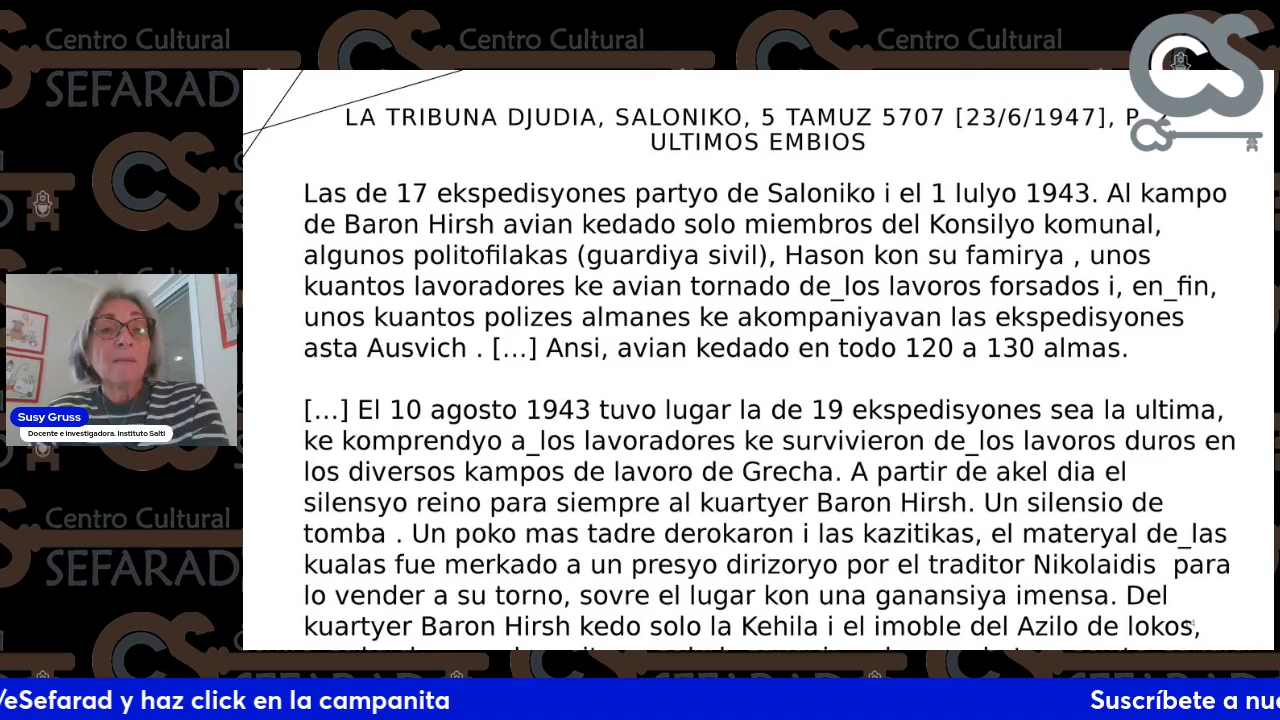 Centro Cultural
SEFARAD
Centro Cultural
Centro Cultural
CS
LA TRIBUNA DJUDIA, SALONIKO, 5 TAMUZ 5707 [23/6/1947], P.
ULTIMOS EMBIOS
Las de 17 ekspedisyones partyo de Saloniko i el 1 lulyo 1943. Al kampo
de Baron Hirsh avian kedado solo miembros del Konsilyo komunal,
algunos politofilakas (guardiya sivil), Hason kon su famirya , unos
kuantos lavoradores ke avian tornado de_los lavoros forsados i, en_fin,
unos kuantos polizes almanes ke akompaniyavan las ekspedisyones
asta Ausvich . [...] Ansi, avian kedado en todo 120 a 130 almas.
[...] El 10 agosto 1943 tuvo lugar la de 19 ekspedisyones sea la ultima,
ke komprendyo a_los lavoradores ke survivieron de_los lavoros duros en
los diversos kampos de lavoro de Grecha. A partir de akel dia el
silensyo reino para siempre al kuartyer Baron Hirsh. Un silensio de
tomba . Un poko mas tadre derokaron i las kazitikas, el materyal de_las
kualas fue merkado a un presyo dirizoryo por el traditor Nikolaidis para
lo vender a su torno, sovre el lugar kon una ganansiya imensa. Del
kuartyer Baron Hirsh kedo solo la Kehila i el imoble del Azilo de lokos,
Susy Gruss
Docente e investigadora. Instituto Salti
Centro Cultural
SEFARAD
/eSefarad y haz click en la campanita
Suscríbete a nue